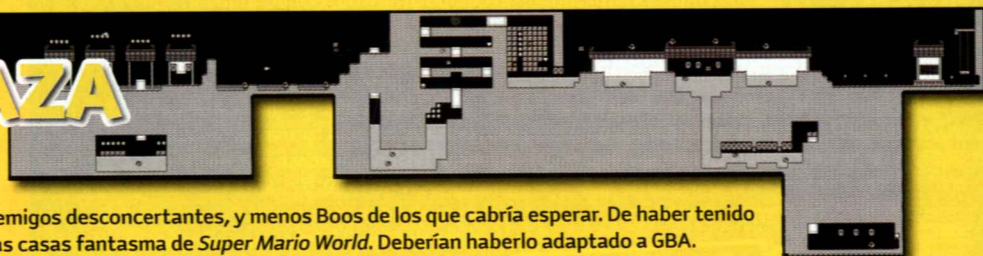 AZA
emigos desconcertantes, y menos Boos de los que cabría esperar. De haber tenido
as casas fantasma de Super Mario World. Deberían haberlo adaptado a GBA.